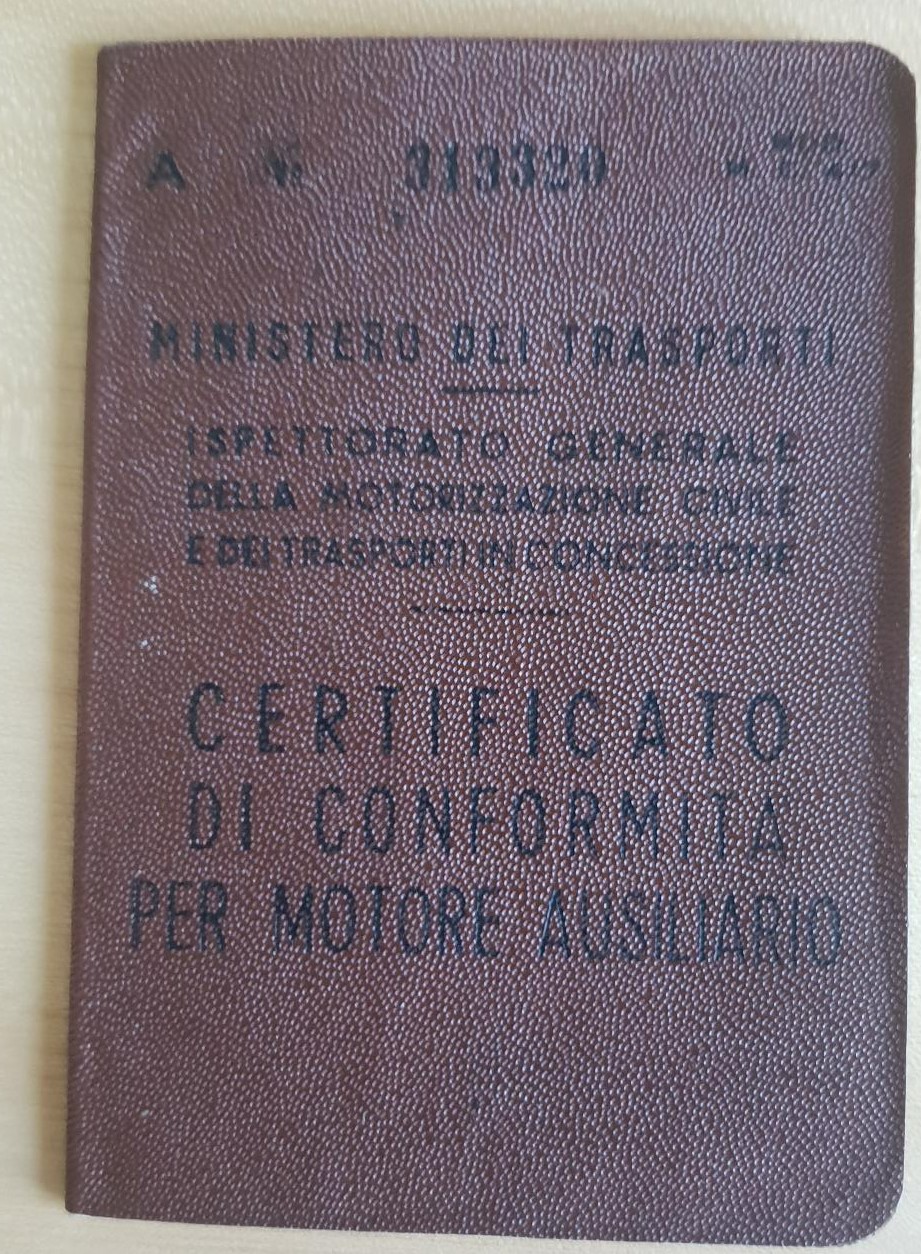 A N 313320
MINISTERO DEI TRASPORTI
ISPETTORATO GENERALE
DELLA MOTORIZZAZIONE CIVILE
E DEI TRASPORTI IN CONCESSIONE
CERTIFICATO
DI CONFORMITA
PER MOTORE AUSILIARIO